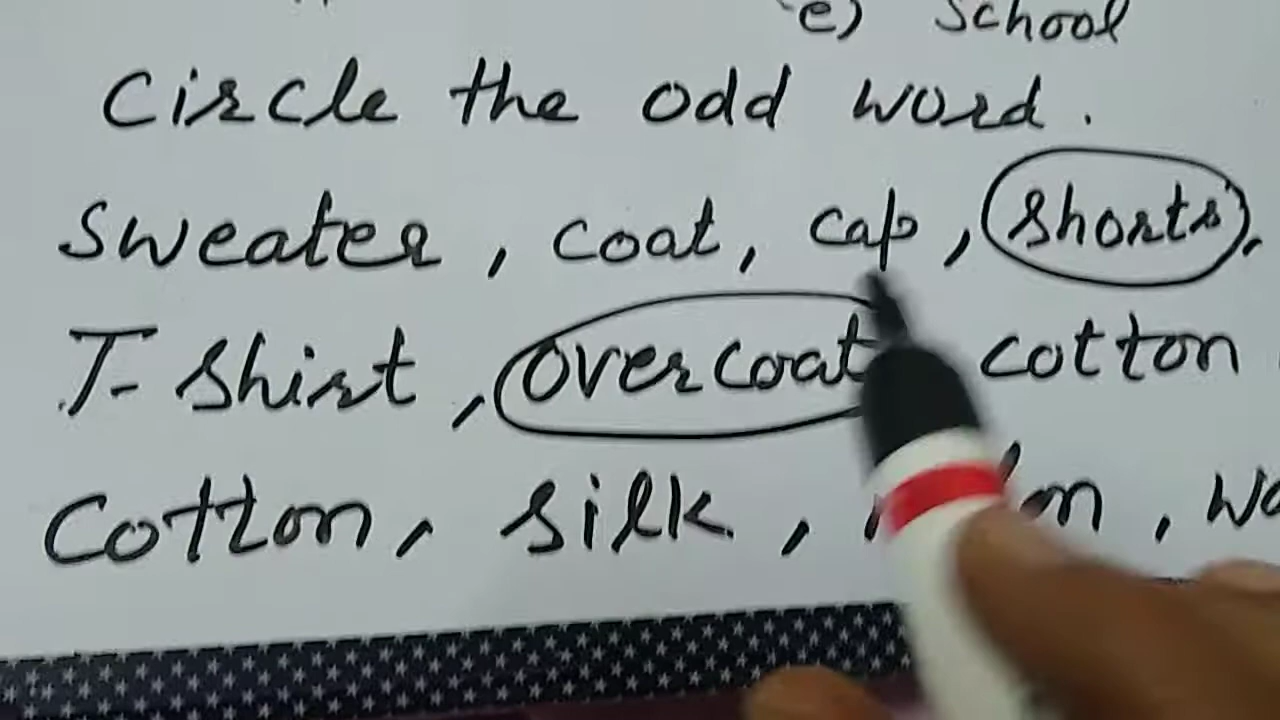 e) School
Circle the odd word.
Sweater, coat, cap, shorts.
T-shirt, overcoat cotton
Cotton, silk, ,